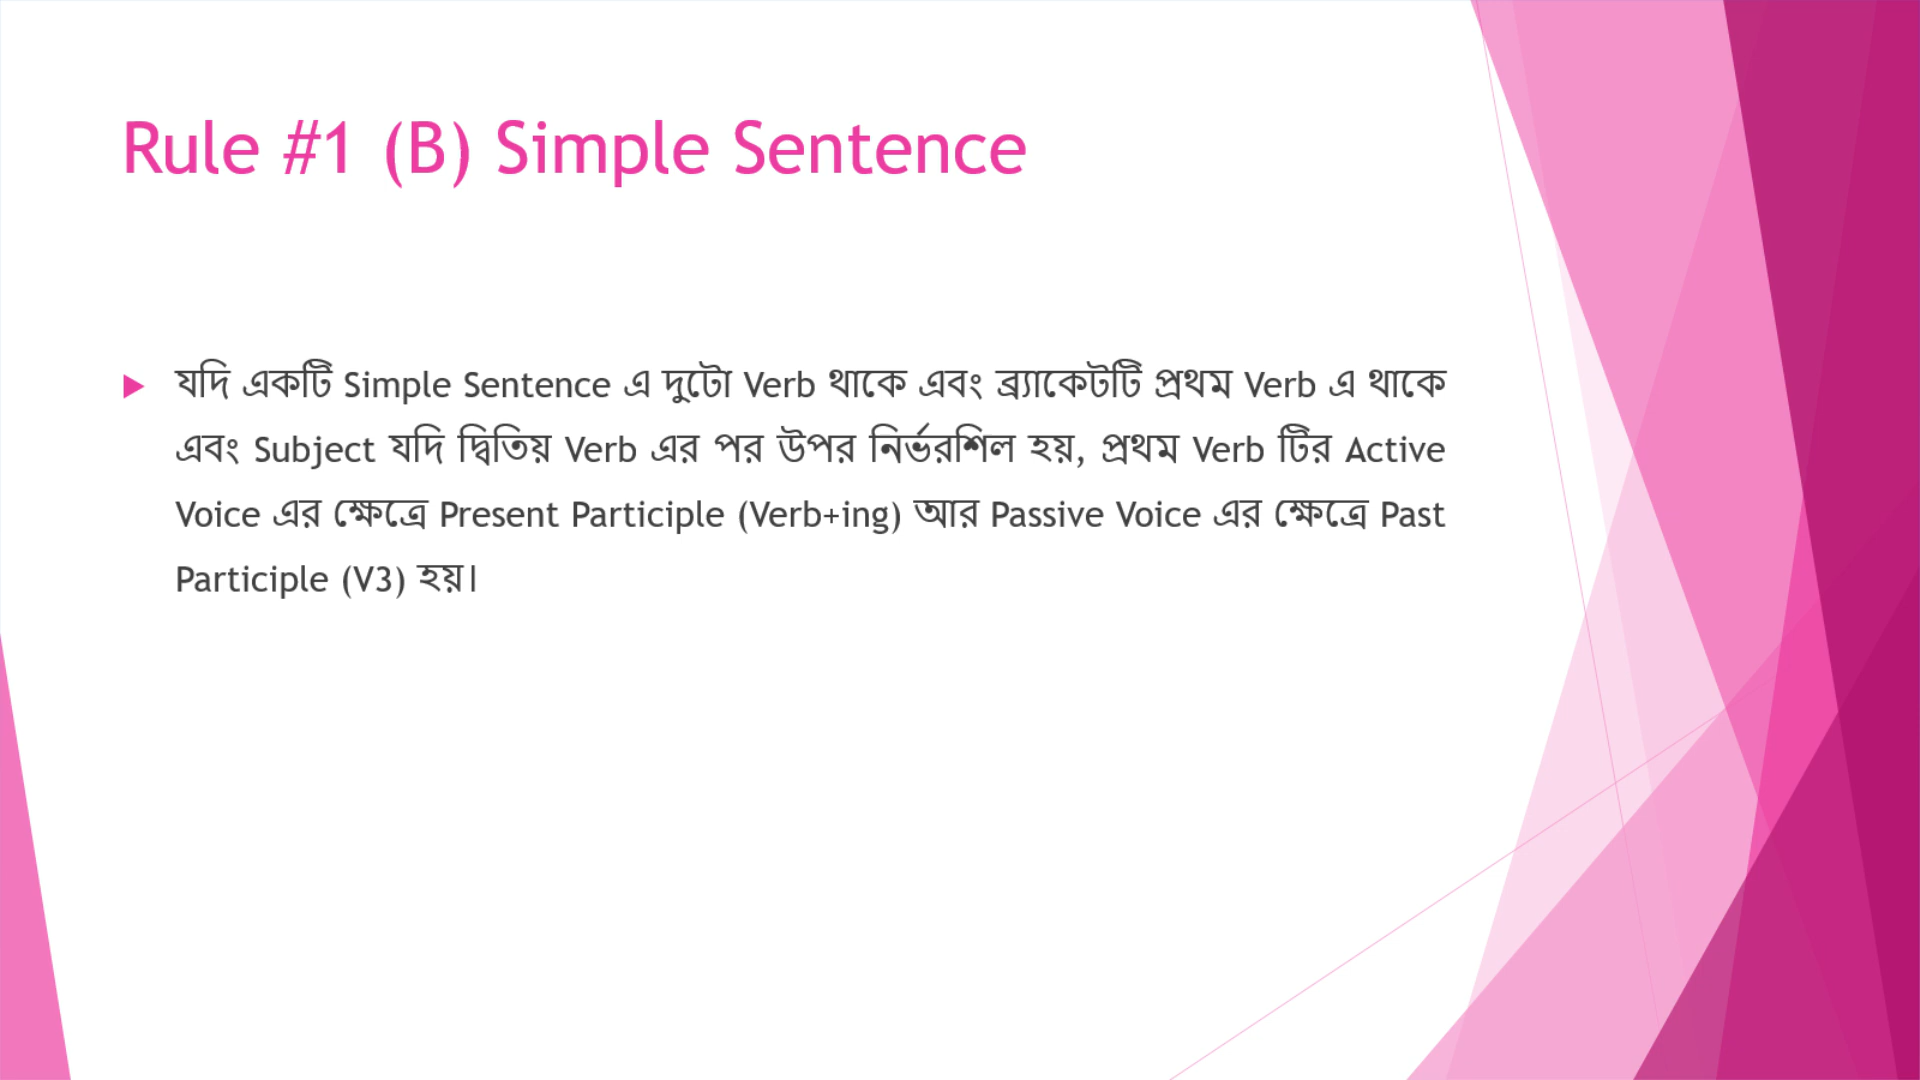 Rule #1 (B) Simple Sentence
যদি একটি Simple Sentence এ দুটো Verb থাকে এবং ব্র্যাকেটটি প্রথম Verb এ থাকে
এবং Subject যদি দ্বিতিয় Verb এর পর উপর নির্ভরশিল হয়, প্রথম Verb টির Active
Voice এর ক্ষেত্রে Present Participle (Verb+ing) আর Passive Voice এর ক্ষেত্রে Past
Participle (V3) হয়।